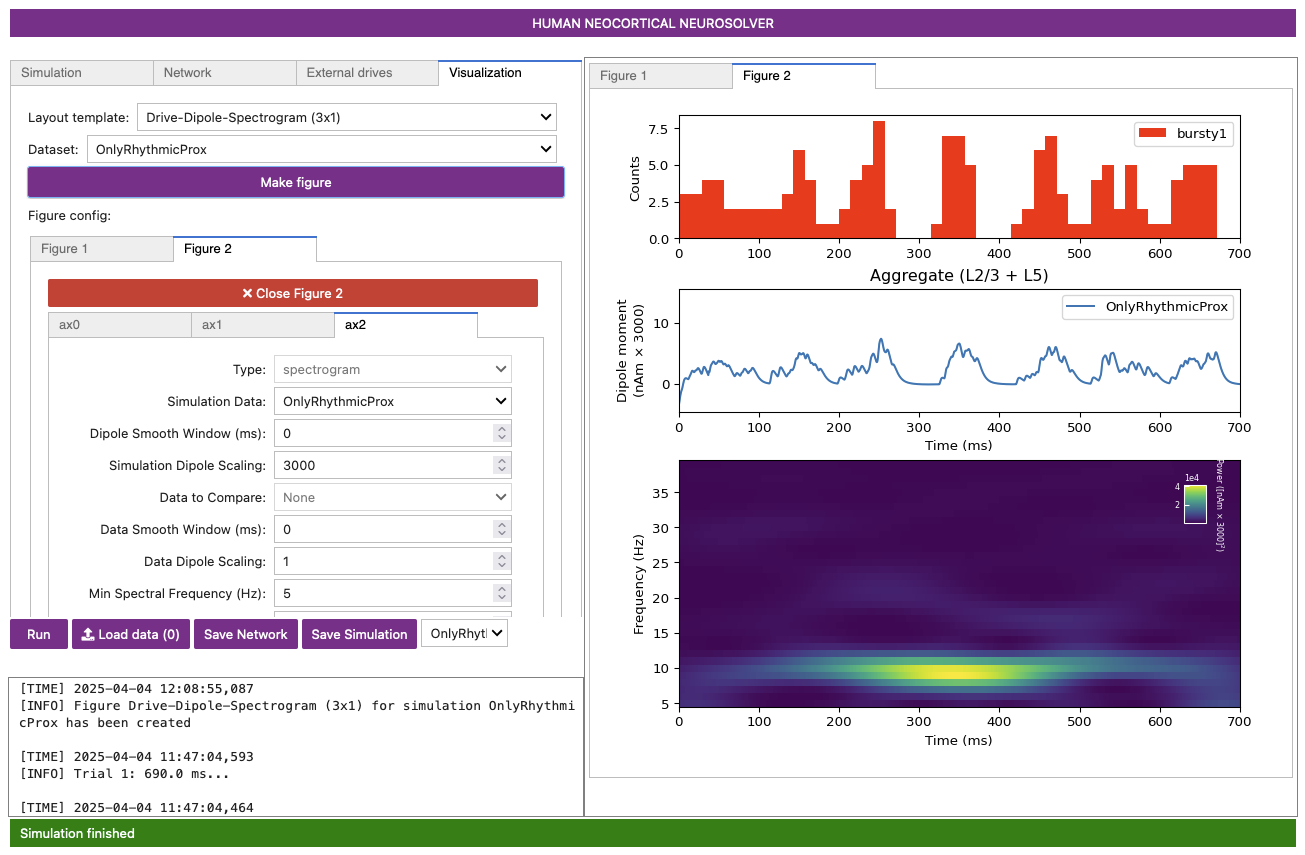 HUMAN NEOCORTICAL NEUROSOLVER
Simulation
Network
External drives
Visualization
Layout template: Drive-Dipole-Spectrogram (3x1)
Dataset: OnlyRhythmicProx
Make figure
Figure config:
Figure 1
Figure 2
Close Figure 2
ax0
ax1
ax2
Type: spectrogram
Simulation Data: OnlyRhythmicProx
Dipole Smooth Window (ms): 0
Simulation Dipole Scaling: 3000
Data to Compare: None
Data Smooth Window (ms): 0
Data Dipole Scaling: 1
Min Spectral Frequency (Hz): 5
Run
Load data (0)
Save Network
Save Simulation
OnlyRhyt
[TIME] 2025-04-04 12:08:55,087
[INFO] Figure Drive-Dipole-Spectrogram (3x1) for simulation OnlyRhythmi
cProx has been created
[TIME] 2025-04-04 11:47:04,593
[INFO] Trial 1: 690.0 ms...
[TIME] 2025-04-04 11:47:04,464
Simulation finished
Figure 1
Figure 2
Counts
7.5
5.0
2.5
0.0
bursty1
0 100 200 300 400 500 600 700
Aggregate (L2/3 + L5)
Dipole moment
(nAm × 3000)
10
0
OnlyRhythmicProx
0 100 200 300 400 500 600 700
Time (ms)
Frequency (Hz)
35
30
25
20
15
10
5
1e4
4
2
Power ([nAm × 3000]²)
0 100 200 300 400 500 600 700
Time (ms)